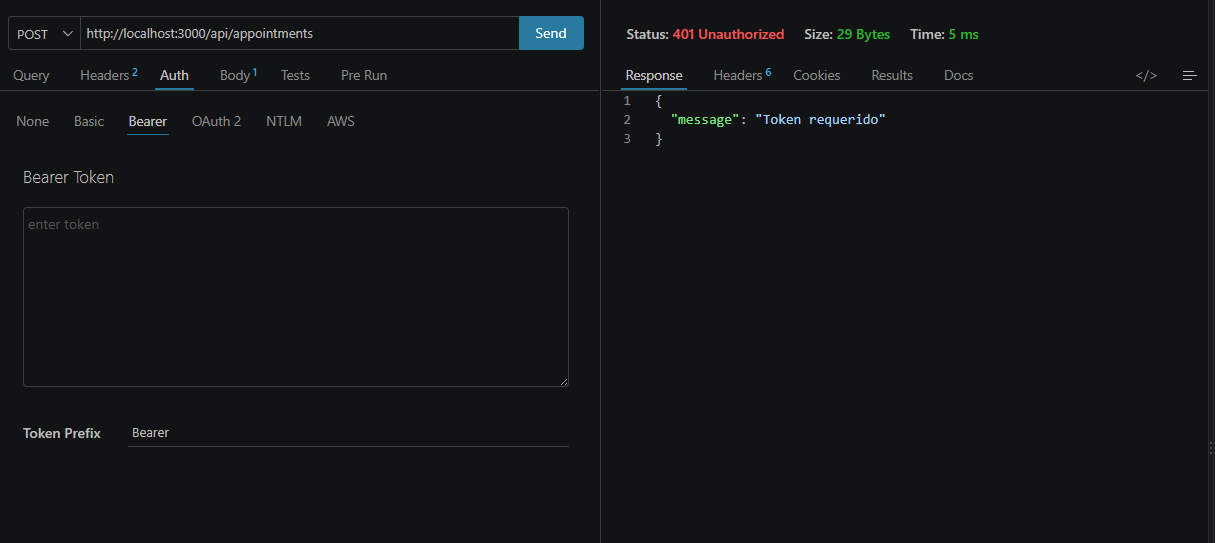 POST http://localhost:3000/api/appointments Send
Query Headers 2 Auth Body 1 Tests Pre Run
None Basic Bearer OAuth 2 NTLM AWS
Bearer Token
enter token
Token Prefix Bearer
Status: 401 Unauthorized Size: 29 Bytes Time: 5 ms
Response Headers 6 Cookies Results Docs </>
1 {
2 "message": "Token requerido"
3 }